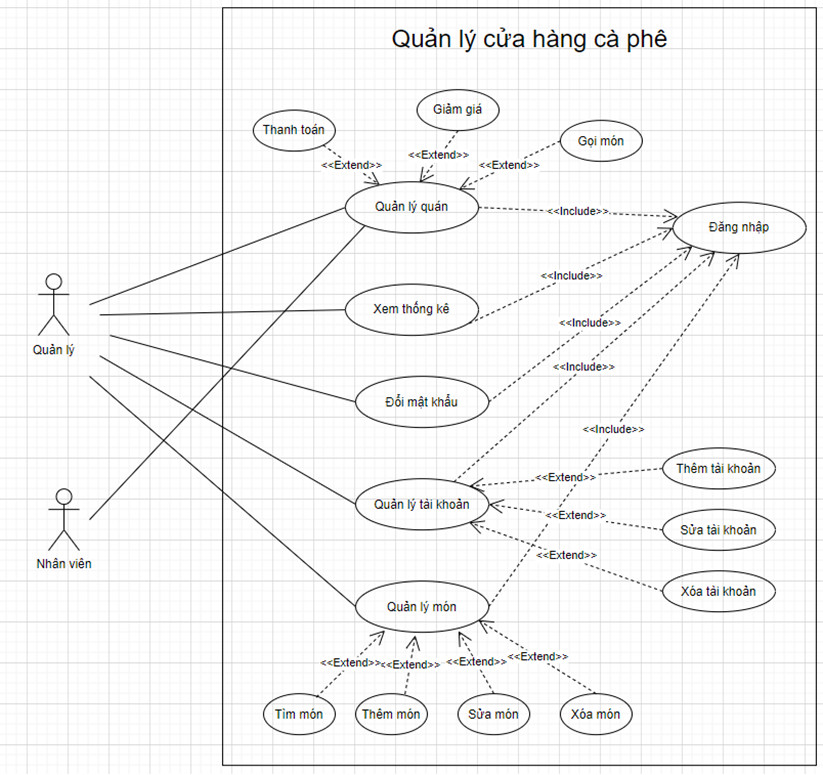 Quản lý cửa hàng cà phê
Giảm giá
Thanh toán
Gọi món
<<Extend>>
<<Extend>>
<<Extend>>
Quản lý quán
<<Include>>
Đăng nhập
<<Include>>
Xem thống kê
<<Include>>
Quản lý
<<Include>>
Đổi mật khẩu
<<Include>>
Thêm tài khoản
<<Extend>>
Quản lý tài khoản
<<Extend>>
Sửa tài khoản
<<Extend>>
Nhân viên
Xóa tài khoản
Quản lý món
<<Extend>>
<<Extend>>
<<Extend>>
<<Extend>>
Tìm món
Thêm món
Sửa món
Xóa món